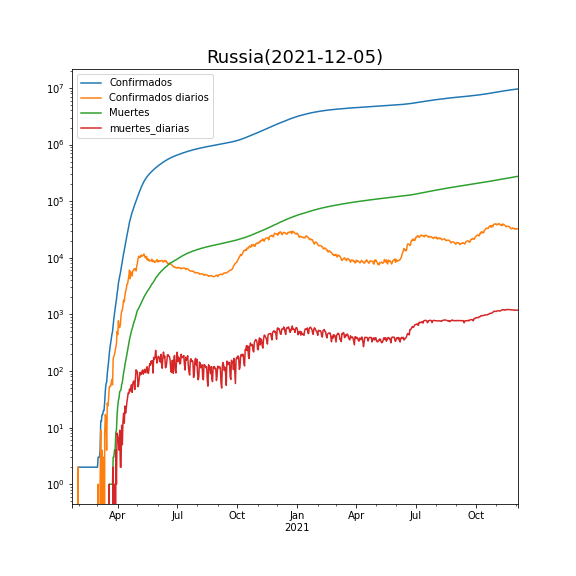 Russia(2021-12-05)
Confirmados
Confirmados diarios
Muertes
muertes_diarias
10⁷
10⁶
10⁵
10⁴
10³
10²
10¹
10⁰
Apr Jul Oct Jan Apr Jul Oct
2021